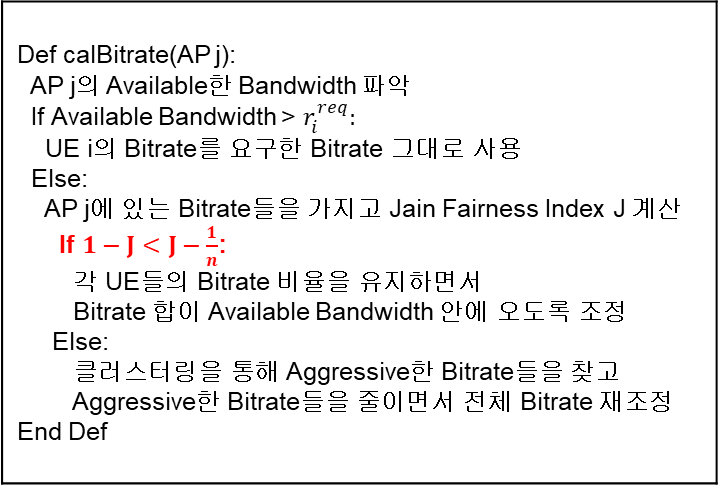 Def calBitrate(AP j):
AP j의 Available한 Bandwidth 파악
If Available Bandwidth > r_i^{req}:
UE i의 Bitrate를 요구한 Bitrate 그대로 사용
Else:
AP j에 있는 Bitrate들을 가지고 Jain Fairness Index J 계산
If 1 − J < J − 1/n:
각 UE들의 Bitrate 비율을 유지하면서
Bitrate 합이 Available Bandwidth 안에 오도록 조정
Else:
클러스터링을 통해 Aggressive한 Bitrate들을 찾고
Aggressive한 Bitrate들을 줄이면서 전체 Bitrate 재조정
End Def